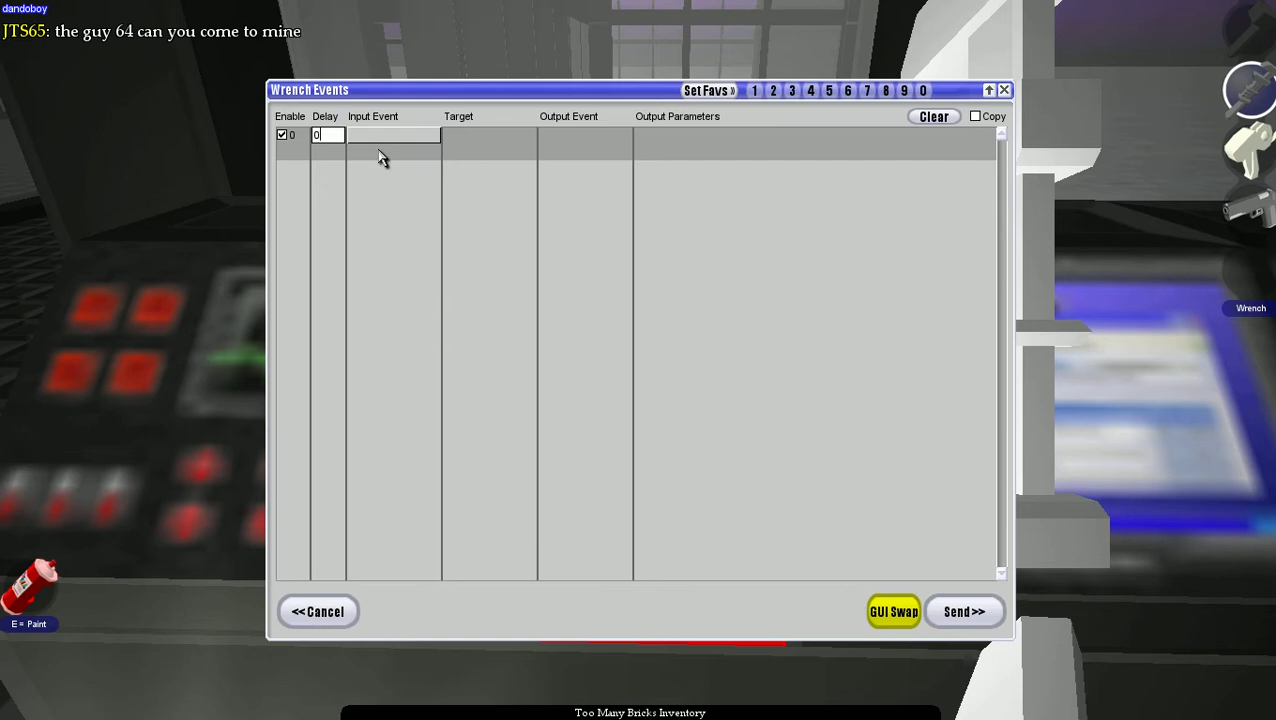 dandoboy
JTS65: the guy 64 can you come to mine
Wrench Events
Set Favs » 1 2 3 4 5 6 7 8 9 0
Enable Delay Input Event Target Output Event Output Parameters Clear Copy
0 0
Wrench
E = Paint
<<Cancel GUI Swap Send>>
Too Many Bricks Inventory